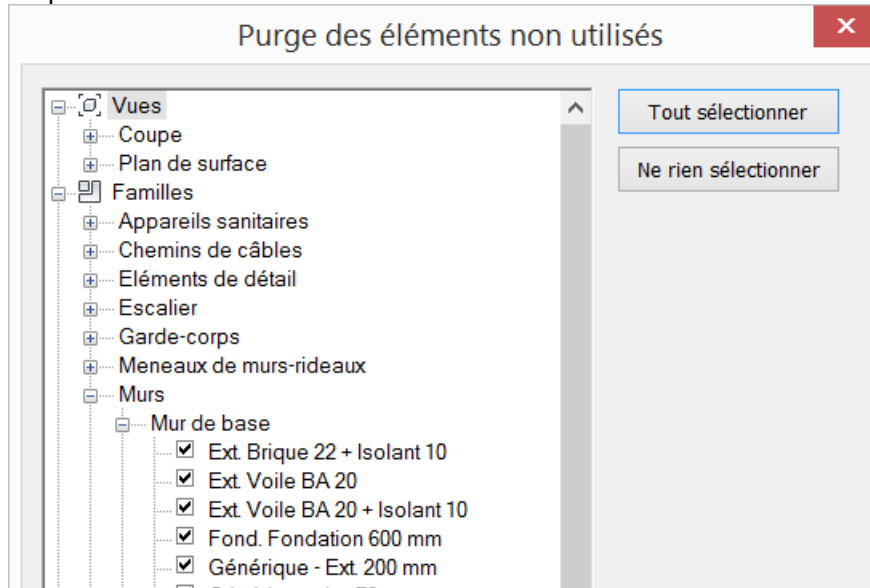 Purge des éléments non utilisés
Vues
Coupe
Plan de surface
Familles
Appareils sanitaires
Chemins de câbles
Eléments de détail
Escalier
Garde-corps
Meneaux de murs-rideaux
Murs
Mur de base
Ext. Brique 22 + Isolant 10
Ext. Voile BA 20
Ext. Voile BA 20 + Isolant 10
Fond. Fondation 600 mm
Générique - Ext. 200 mm
Tout sélectionner
Ne rien sélectionner